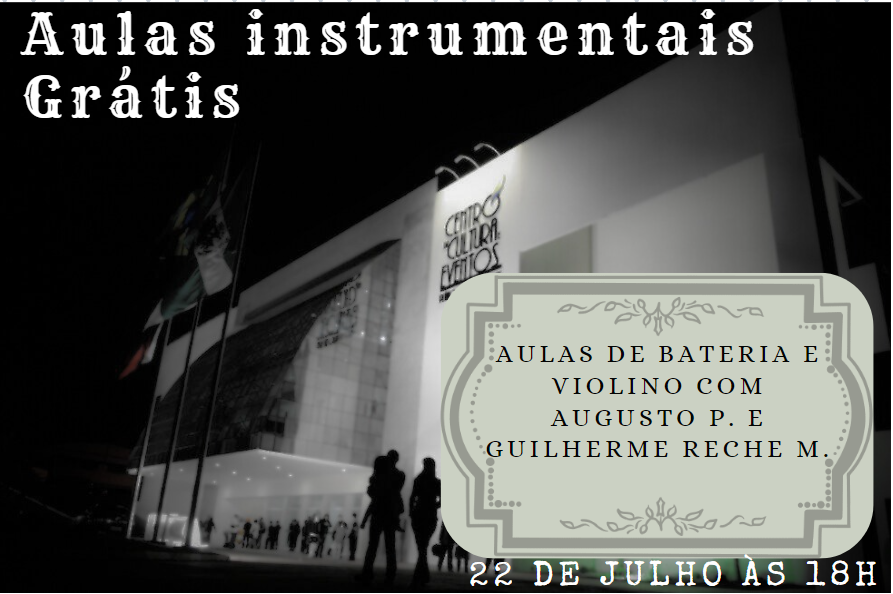 Aulas instrumentais
Grátis
CENTRO
DE CULTURA
EVENTOS
AULAS DE BATERIA E
VIOLINO COM
AUGUSTO P. E
GUILHERME RECHE M.
22 DE JULHO ÀS 18H